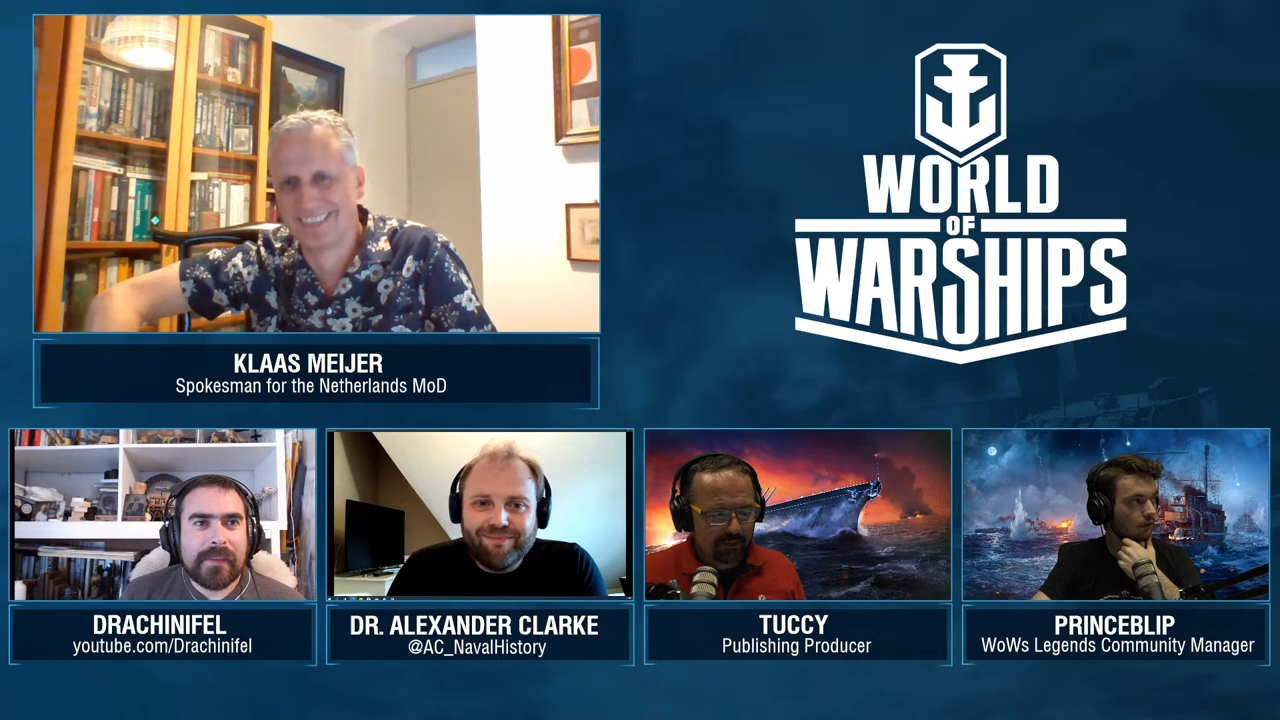 WORLD
OF
WARSHIPS
KLAAS MEIJER
Spokesman for the Netherlands MoD
DRACHINIFEL
youtube.com/Drachinifel
DR. ALEXANDER CLARKE
@AC_NavalHistory
TUCCY
Publishing Producer
PRINCEBLIP
WoWs Legends Community Manager